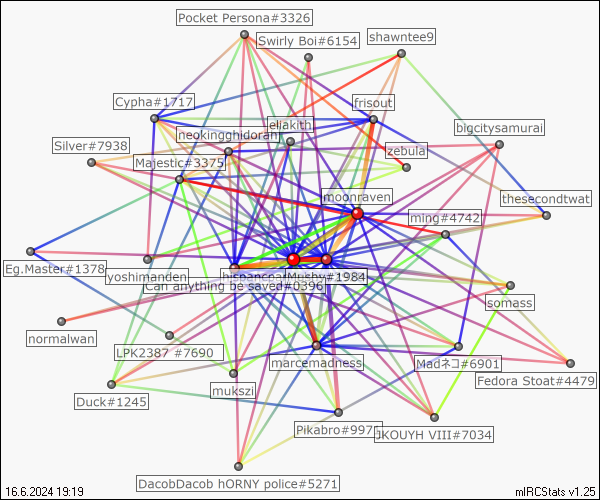 Pocket Persona#3326
Swirly Boi#6154
shawntee9
Cypha#1717
frisout
eliakith
neokingghidorah
bigcitysamurai
Silver#7938
Majestic#3375
zebula
moonraven
thesecondtwat
ming#4742
Eg.Master#1378
yoshimanden
Mushy#1984
Can anything be saved#0396
somass
normalwan
LPK2387 #7690
marcemadness
Madネコ#6901
Fedora Stoat#4479
mukszi
Duck#1245
Pikabro#997
JKOUYH VIII#7034
DacobDacob hORNY police#5271
16.6.2024 19:19
mIRCStats v1.25